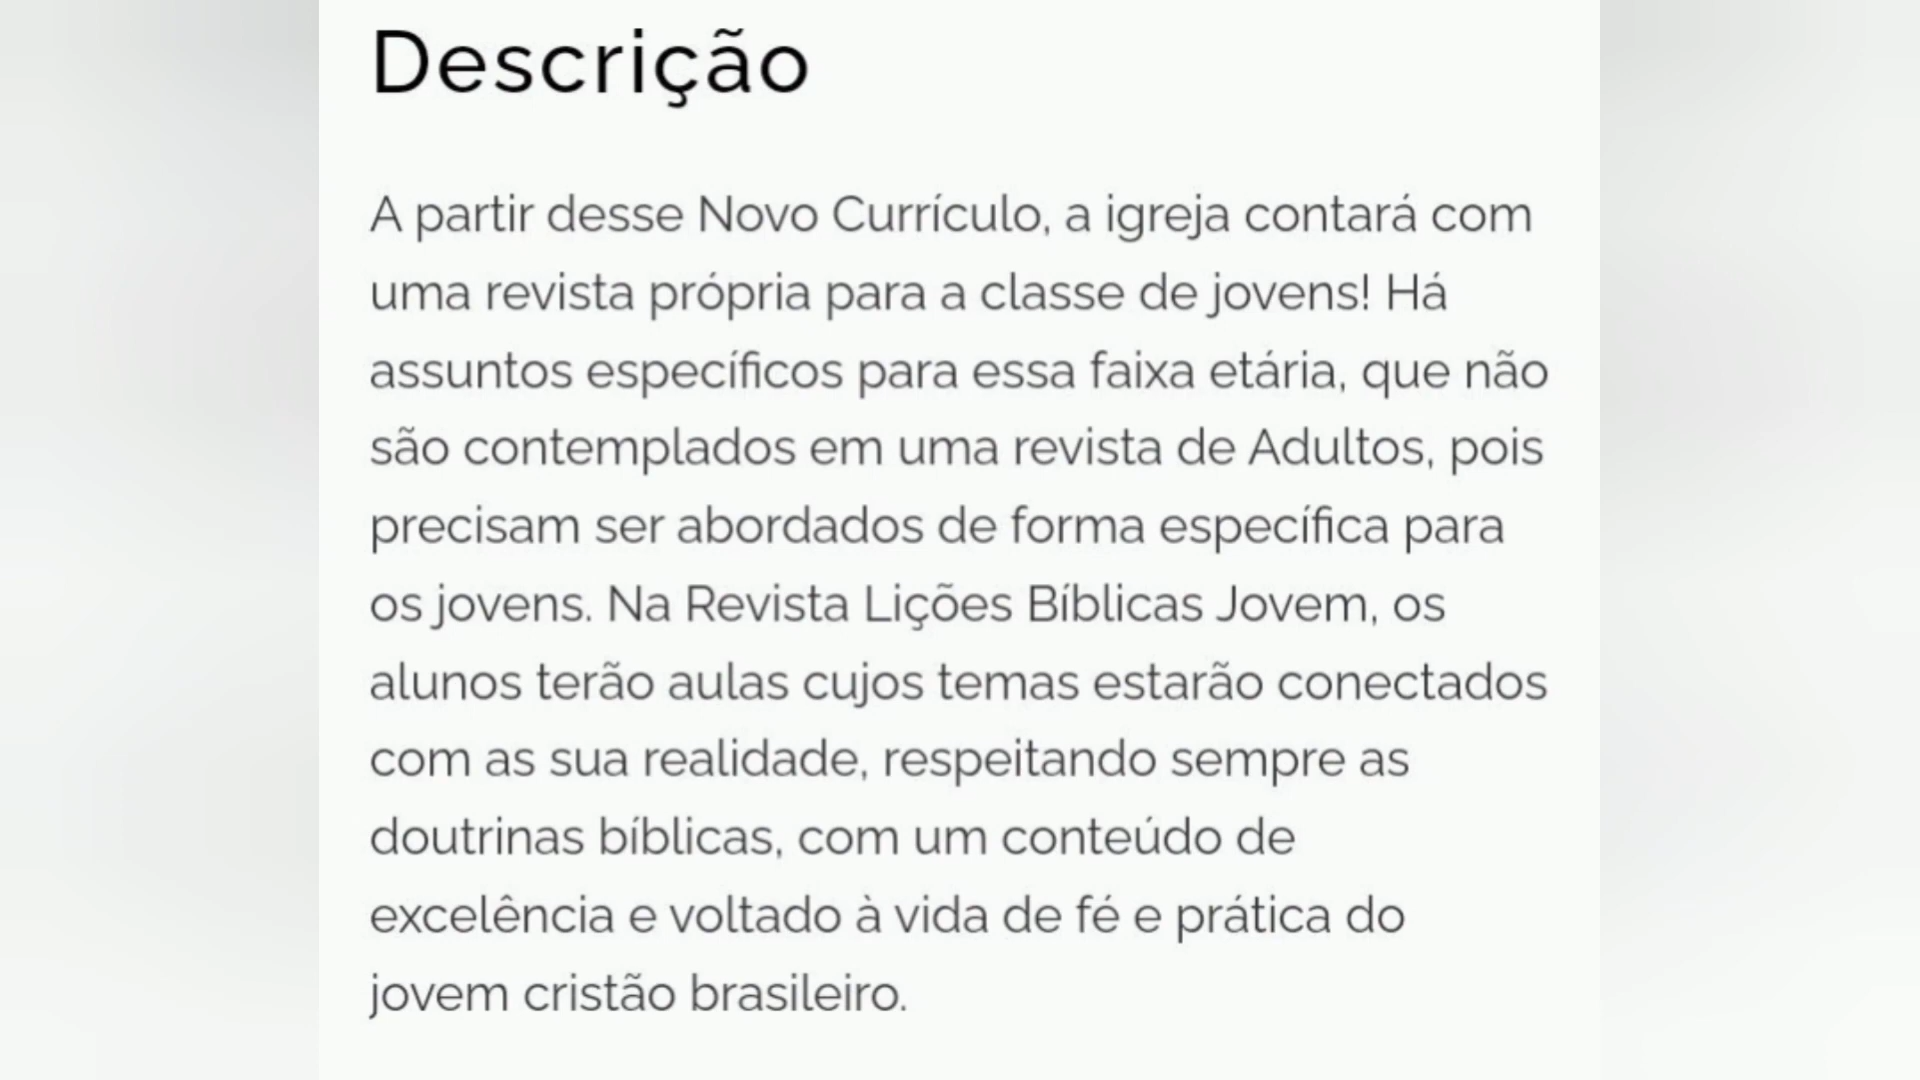 Descrição
A partir desse Novo Currículo, a igreja contará com
uma revista própria para a classe de jovens! Há
assuntos específicos para essa faixa etária, que não
são contemplados em uma revista de Adultos, pois
precisam ser abordados de forma específica para
os jovens. Na Revista Lições Bíblicas Jovem, os
alunos terão aulas cujos temas estarão conectados
com as sua realidade, respeitando sempre as
doutrinas bíblicas, com um conteúdo de
excelência e voltado à vida de fé e prática do
jovem cristão brasileiro.